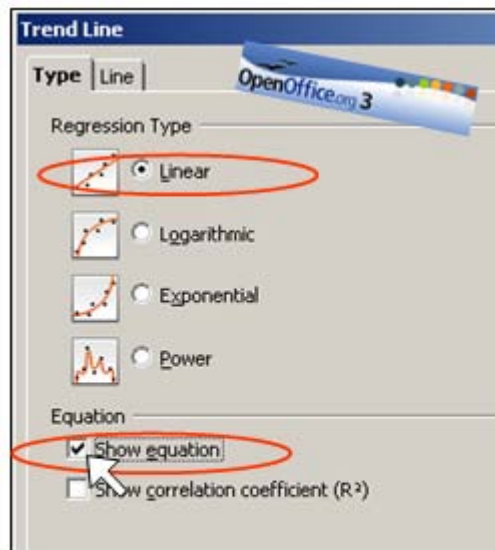 Trend Line
OpenOffice.org 3
Type Line
Regression Type
Linear
Logarithmic
Exponential
Power
Equation
Show equation
Show correlation coefficient (R²)